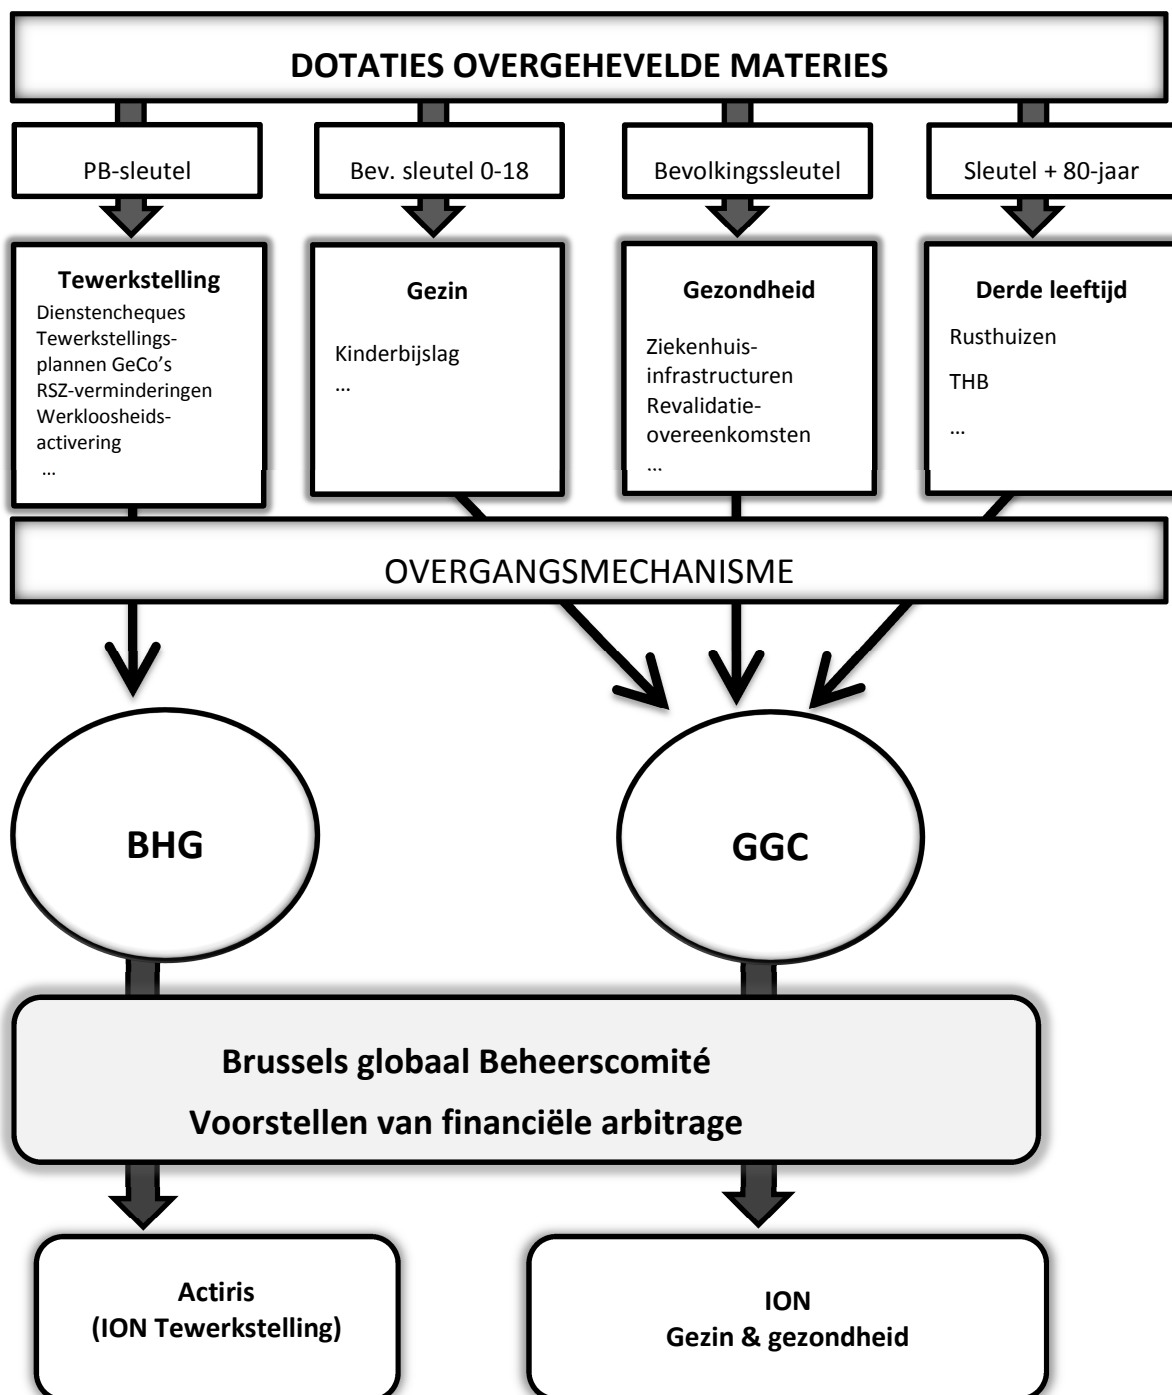 DOTATIES OVERGEHEVELDE MATERIES
PB-sleutel
Bev. sleutel 0-18
Bevolkingssleutel
Sleutel + 80-jaar
Tewerkstelling
Dienstencheques
Tewerkstellings-
plannen GeCo’s
RSZ-verminderingen
Werkloosheids-
activering
...
Gezin
Kinderbijslag
...
Gezondheid
Ziekenhuis-
infrastructuren
Revalidatie-
overeenkomsten
...
Derde leeftijd
Rusthuizen
THB
...
OVERGANGSMECHANISME
BHG
GGC
Brussels globaal Beheerscomité
Voorstellen van financiële arbitrage
Actiris
(ION Tewerkstelling)
ION
Gezin & gezondheid